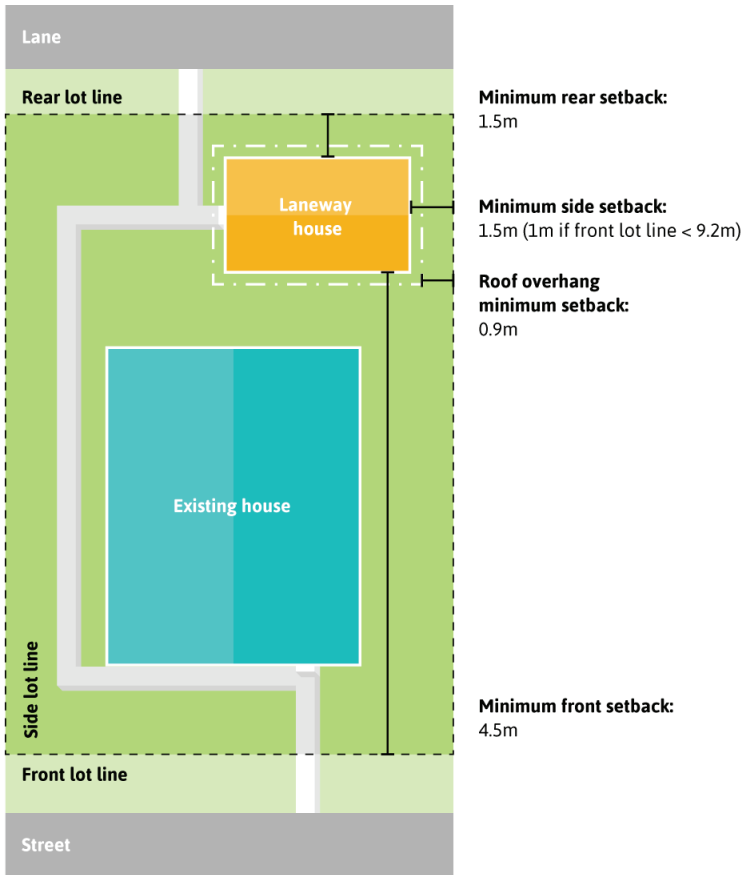 Lane
Rear lot line
Minimum rear setback:
1.5m
Laneway
house
Minimum side setback:
1.5m (1m if front lot line < 9.2m)
Roof overhang
minimum setback:
0.9m
Existing house
Side lot line
Minimum front setback:
4.5m
Front lot line
Street